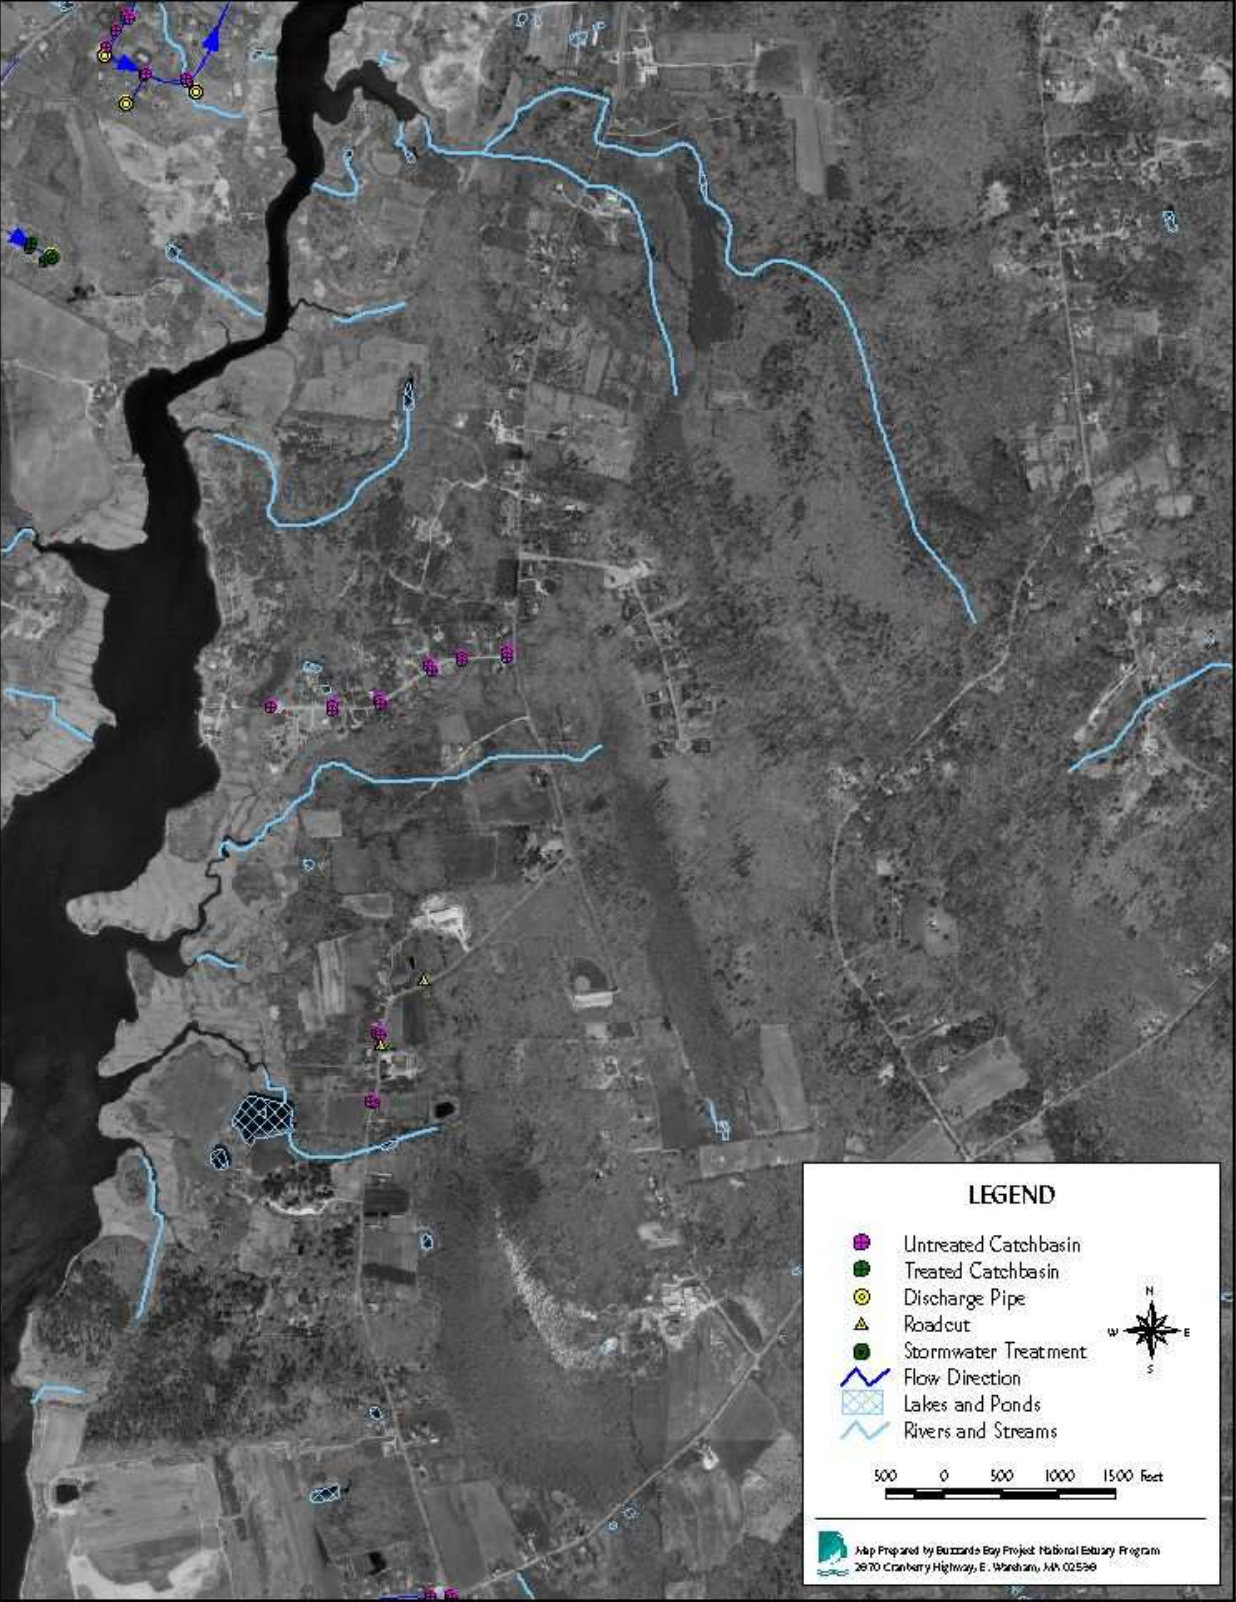 LEGEND
Untreated Catchbasin
Treated Catchbasin
Discharge Pipe
Roadcut
Stormwater Treatment
Flow Direction
Lakes and Ponds
Rivers and Streams
N
W E
S
500 0 500 1000 1500 Feet
Map Prepared by Buzzards Bay Project National Estuary Program
2870 Cranberry Highway, E. Wareham, MA 02538